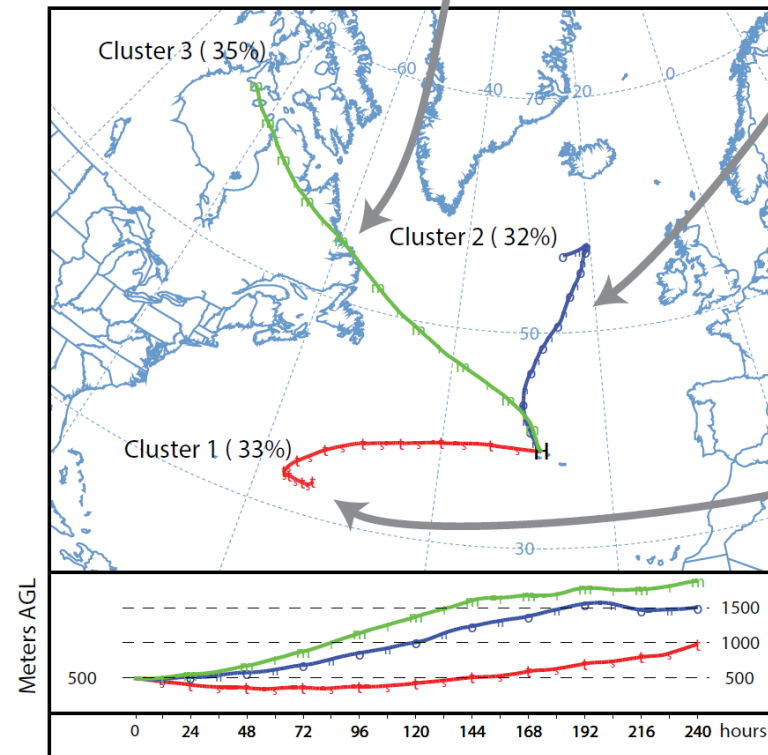 80
Cluster 3 ( 35%)
-60
0
-40
70
-20
Cluster 2 ( 32%)
50
Cluster 1 ( 33%)
H
30
Meters AGL
1500
1000
500
500
0 24 48 72 96 120 144 168 192 216 240 hours